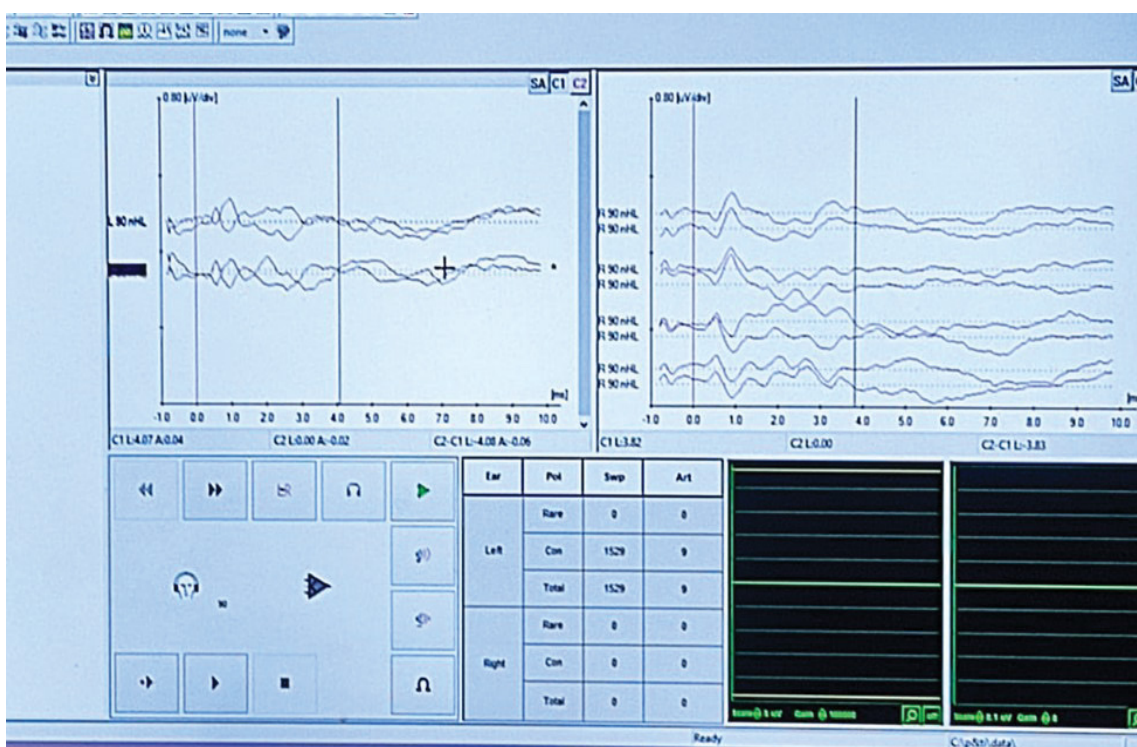 none
SA C1 C2
0.80 [µV/div]
L 90 nHL
[ms]
-1.0 0.0 1.0 2.0 3.0 4.0 5.0 6.0 7.0 8.0 9.0 10.0
C1 L:4.07 A:0.04 C2 L:0.00 A:-0.02 C2-C1 L:-4.08 A:-0.06
SA
0.80 [µV/div]
R 90 nHL
R 90 nHL
R 90 nHL
R 90 nHL
R 90 nHL
R 90 nHL
R 90 nHL
R 90 nHL
-1.0 0.0 1.0 2.0 3.0 4.0 5.0 6.0 7.0 8.0 9.0 10.0
C1 L:3.82 C2 L:0.00 C2-C1 L:-3.83
90
Ear Pol Swp Art
Left
Rare 0 0
Con 1529 9
Total 1529 9
Right
Rare 0 0
Con 0 0
Total 0 0
off
Ready